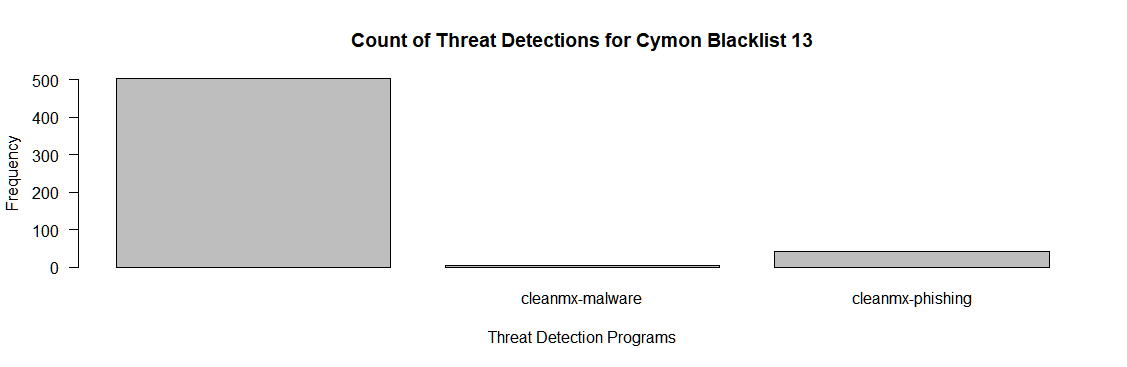 Count of Threat Detections for Cymon Blacklist 13
Frequency
500
400
300
200
100
0
cleanmx-malware
cleanmx-phishing
Threat Detection Programs